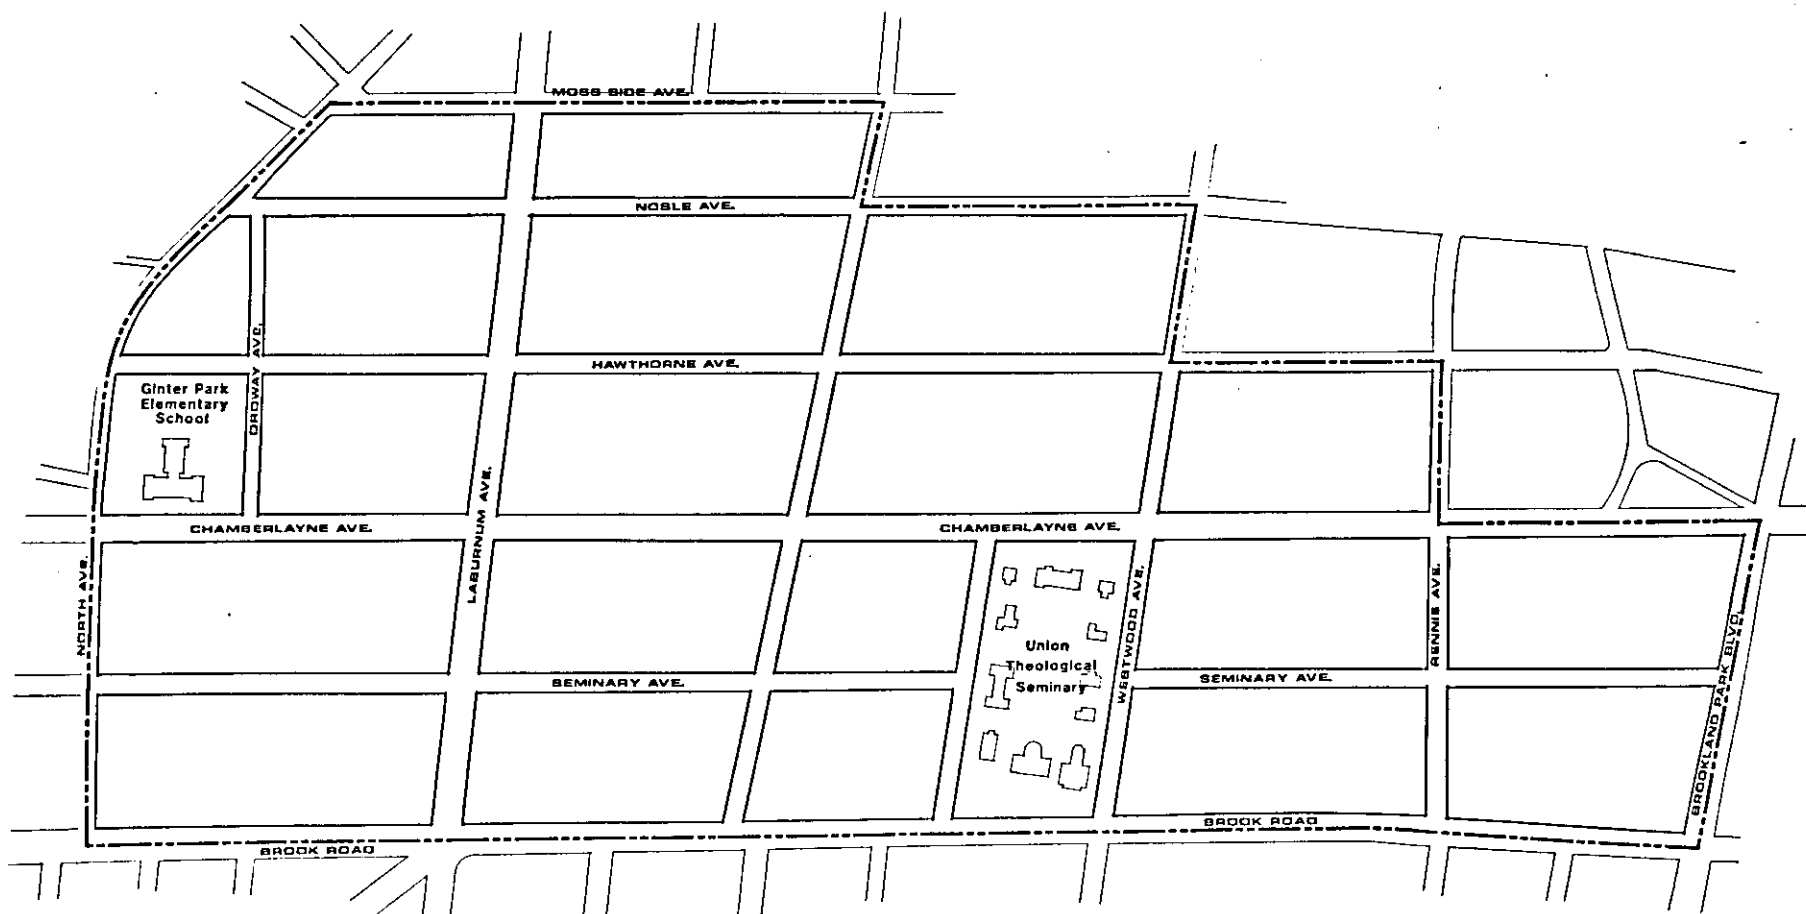 MOSS SIDE AVE.
NOBLE AVE.
ORDWAY AVE.
HAWTHORNE AVE.
Ginter Park
Elementary
School
LABURNUM AVE.
CHAMBERLAYNE AVE.
CHAMBERLAYNE AVE.
NORTH AVE.
WESTWOOD AVE.
RENNIE AVE.
BROOKLAND PARK BLVD.
Union
Theological
Seminary
SEMINARY AVE.
SEMINARY AVE.
BROOK ROAD
BROOK ROAD